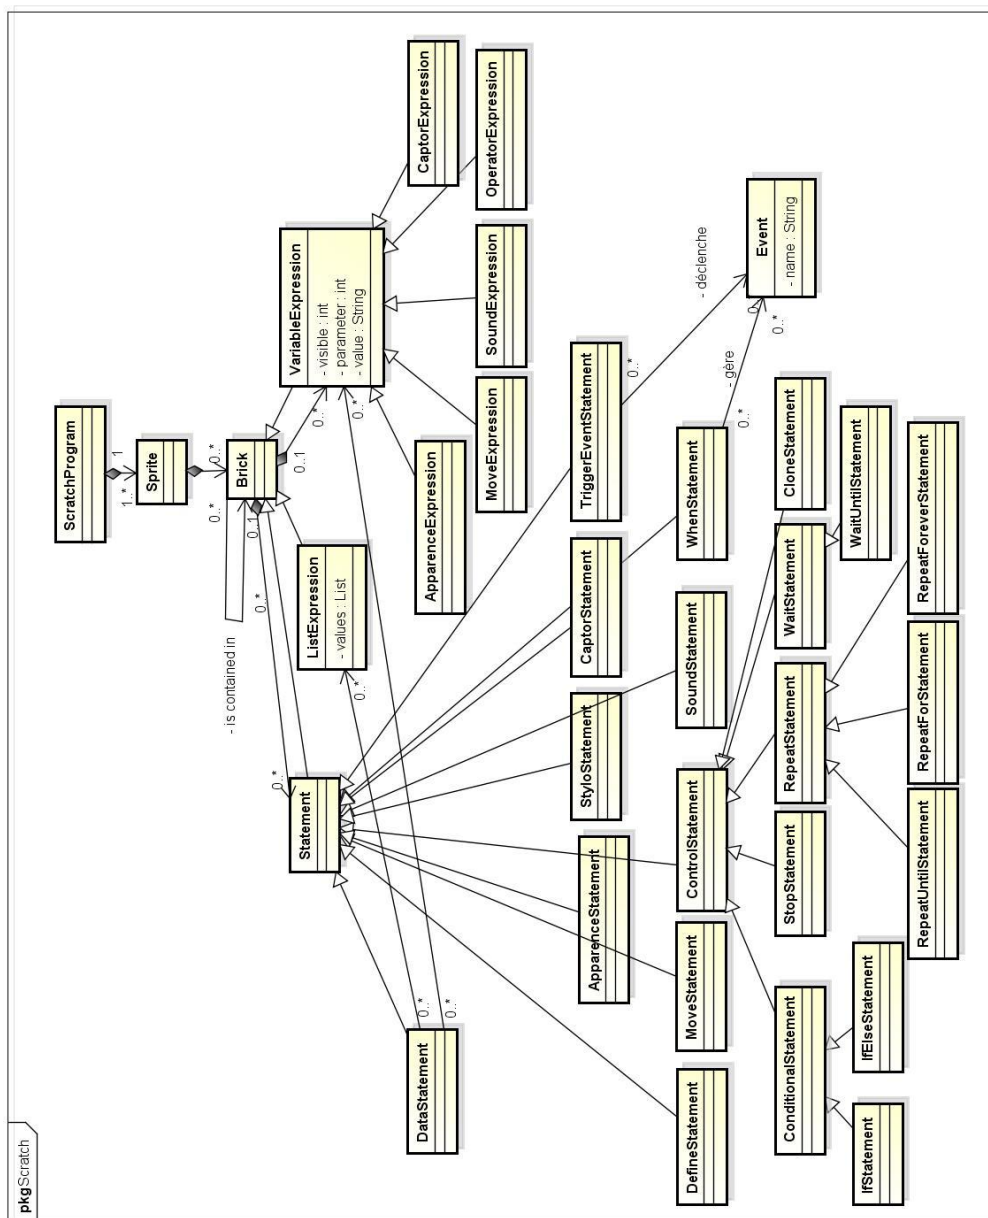 pkg Scratch
ScratchProgram
1
1..*
Sprite
0..*
Brick
0..*
- is contained in
0..*
0..1
0..1
0..*
0..*
0..*
VariableExpression
- visible : int
- parameter : int
- value : String
ListExpression
- values : List
0..*
CaptorExpression
OperatorExpression
SoundExpression
MoveExpression
ApparenceExpression
Statement
DataStatement
0..*
0..*
DefineStatement
MoveStatement
ApparenceStatement
ControlStatement
StyloStatement
SoundStatement
CaptorStatement
WhenStatement
0..*
- gère
TriggerEventStatement
0..*
- déclenche
Event
- name : String
0..*
ConditionalStatement
StopStatement
RepeatStatement
WaitStatement
CloneStatement
IfStatement
IfElseStatement
RepeatUntilStatement
RepeatForStatement
RepeatForeverStatement
WaitUntilStatement